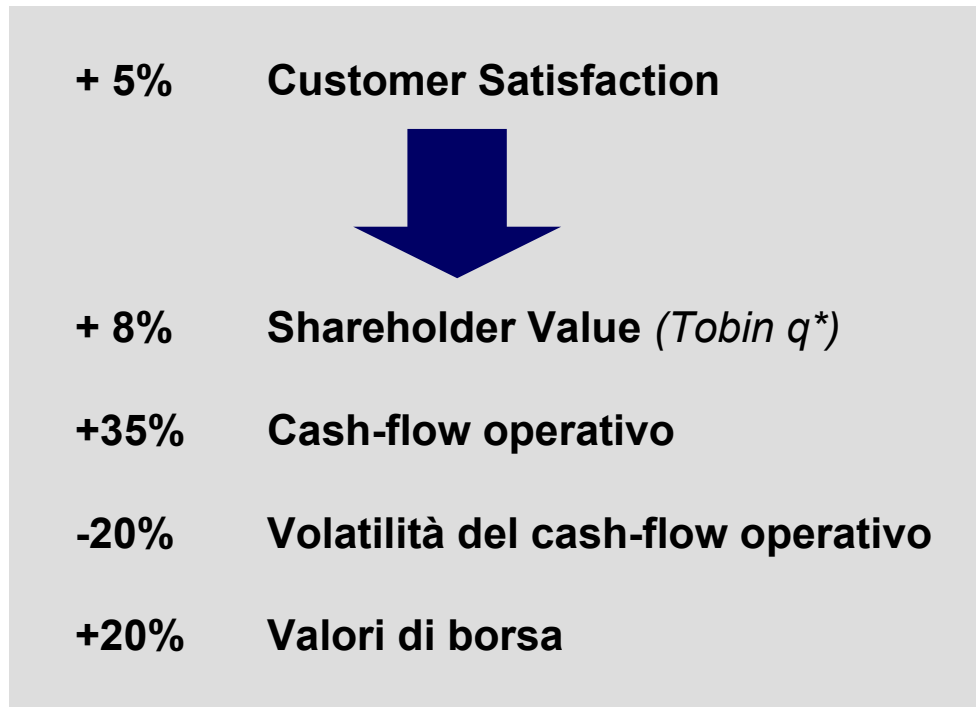 + 5% Customer Satisfaction
+ 8% Shareholder Value (Tobin q*)
+35% Cash-flow operativo
-20% Volatilità del cash-flow operativo
+20% Valori di borsa